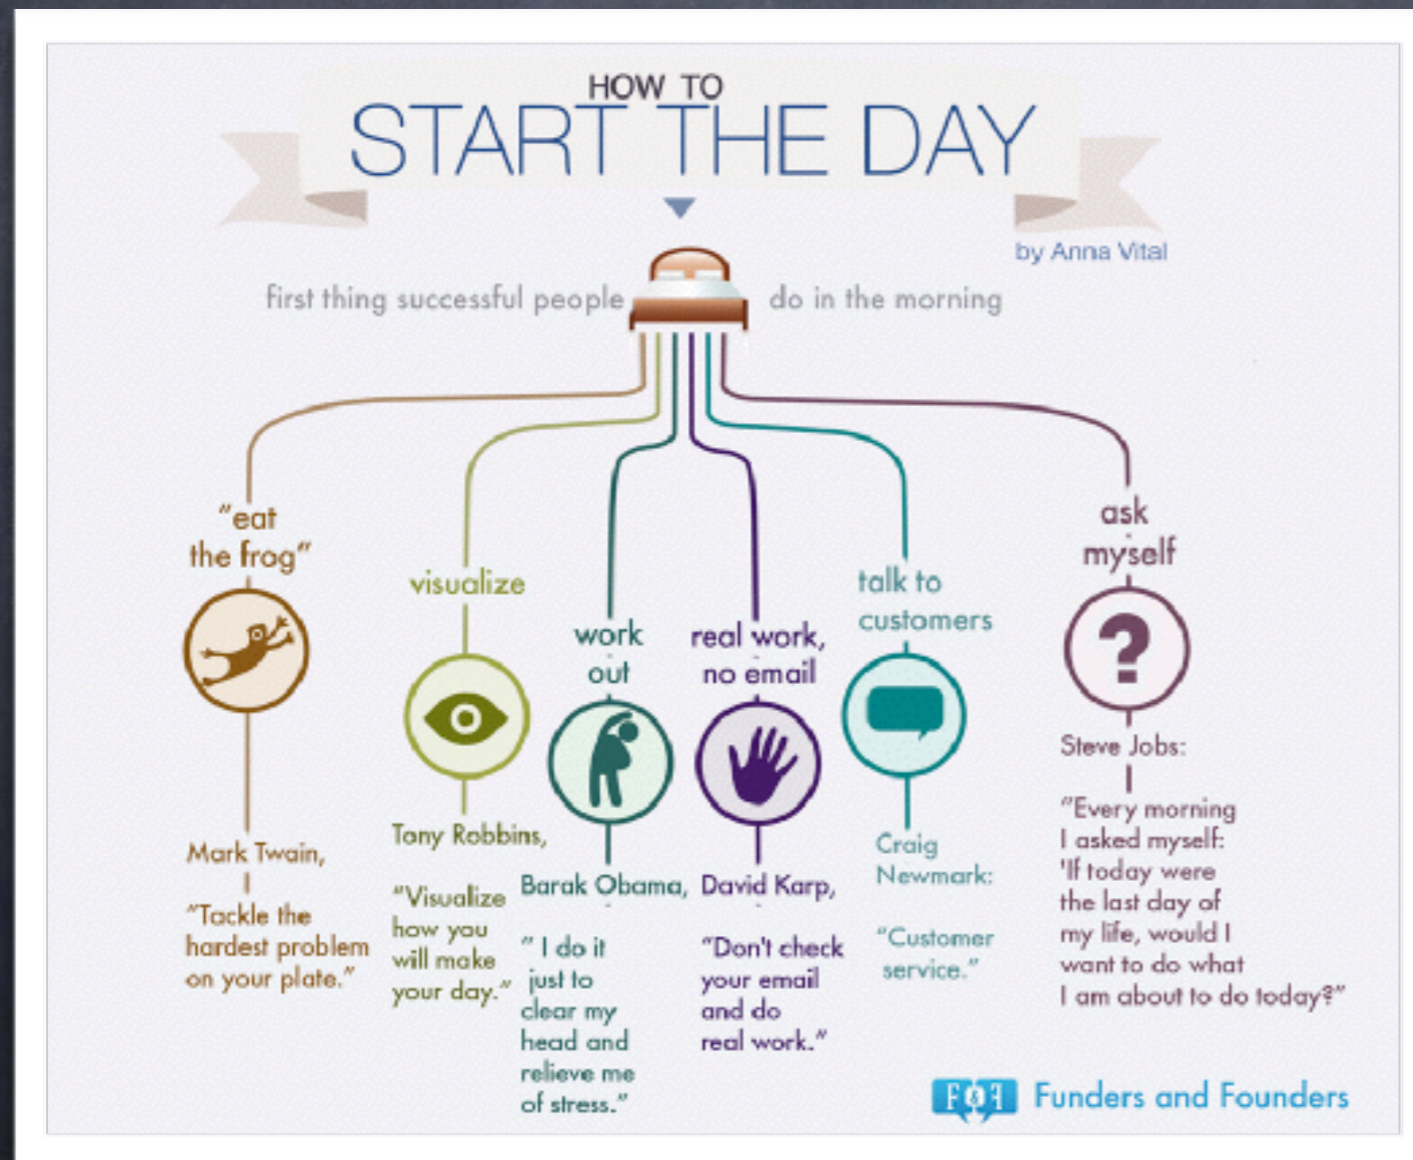 HOW TO
START THE DAY
by Anna Vital
first thing successful people do in the morning
"eat
the frog"
Mark Twain,
"Tackle the
hardest problem
on your plate."
visualize
Tony Robbins,
"Visualize
how you
will make
your day."
work
out
Barak Obama,
" I do it
just to
clear my
head and
relieve me
of stress."
real work,
no email
David Karp,
"Don't check
your email
and do
real work."
talk to
customers
Craig
Newmark:
"Customer
service."
ask
myself
?
Steve Jobs:
"Every morning
I asked myself:
'If today were
the last day of
my life, would I
want to do what
I am about to do today?"
F&F Funders and Founders